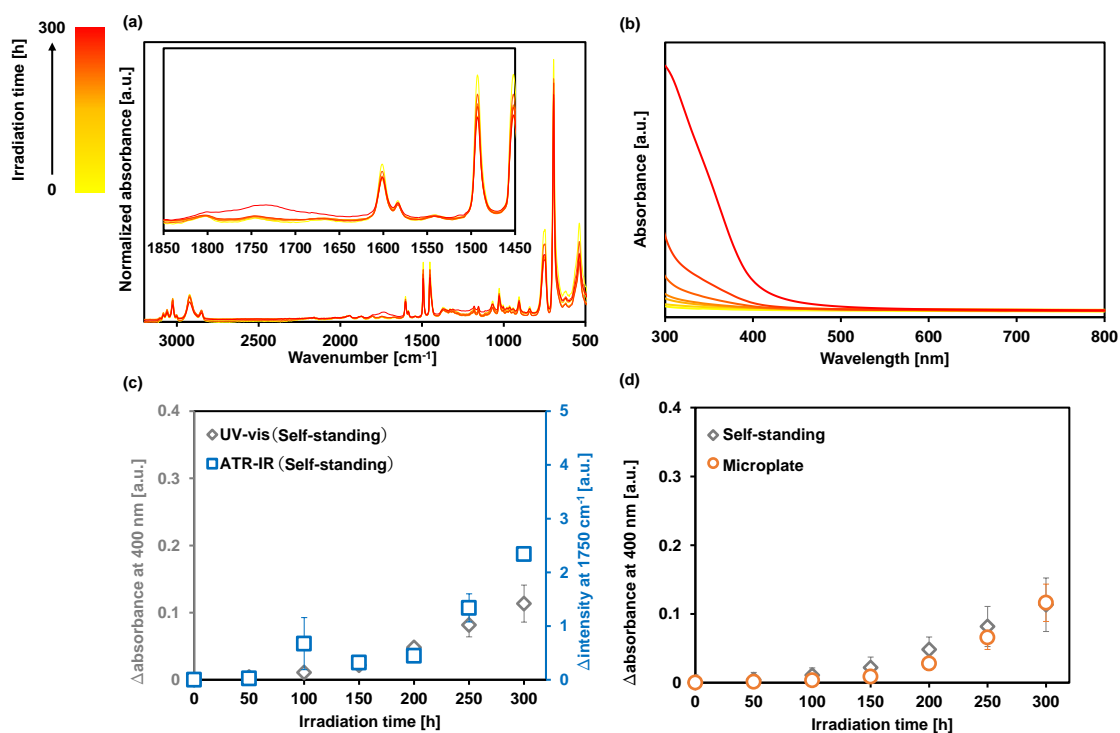 300
0
Irradiation time [h]
(a)
Normalized absorbance [a.u.]
1850 1800 1750 1700 1650 1600 1550 1500 1450
3000 2500 2000 1500 1000 500
Wavenumber [cm-1]
(b)
Absorbance [a.u.]
300 400 500 600 700 800
Wavelength [nm]
(c)
Δabsorbance at 400 nm [a.u.]
0.4
0.3
0.2
0.1
0
UV-vis (Self-standing)
ATR-IR (Self-standing)
5
4
3
2
1
0
Δintensity at 1750 cm-1 [a.u.]
0 50 100 150 200 250 300
Irradiation time [h]
(d)
Δabsorbance at 400 nm [a.u.]
0.4
0.3
0.2
0.1
0
Self-standing
Microplate
0 50 100 150 200 250 300
Irradiation time [h]